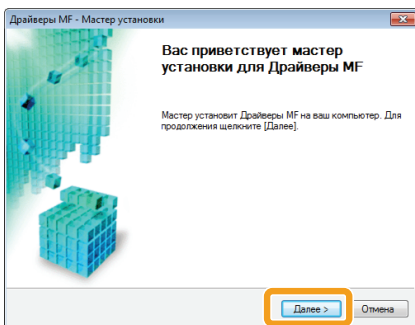 Драйверы MF - Мастер установки
Вас приветствует мастер
установки для Драйверы MF
Мастер установит Драйверы MF на ваш компьютер. Для
продолжения щелкните [Далее].
Далее >
Отмена